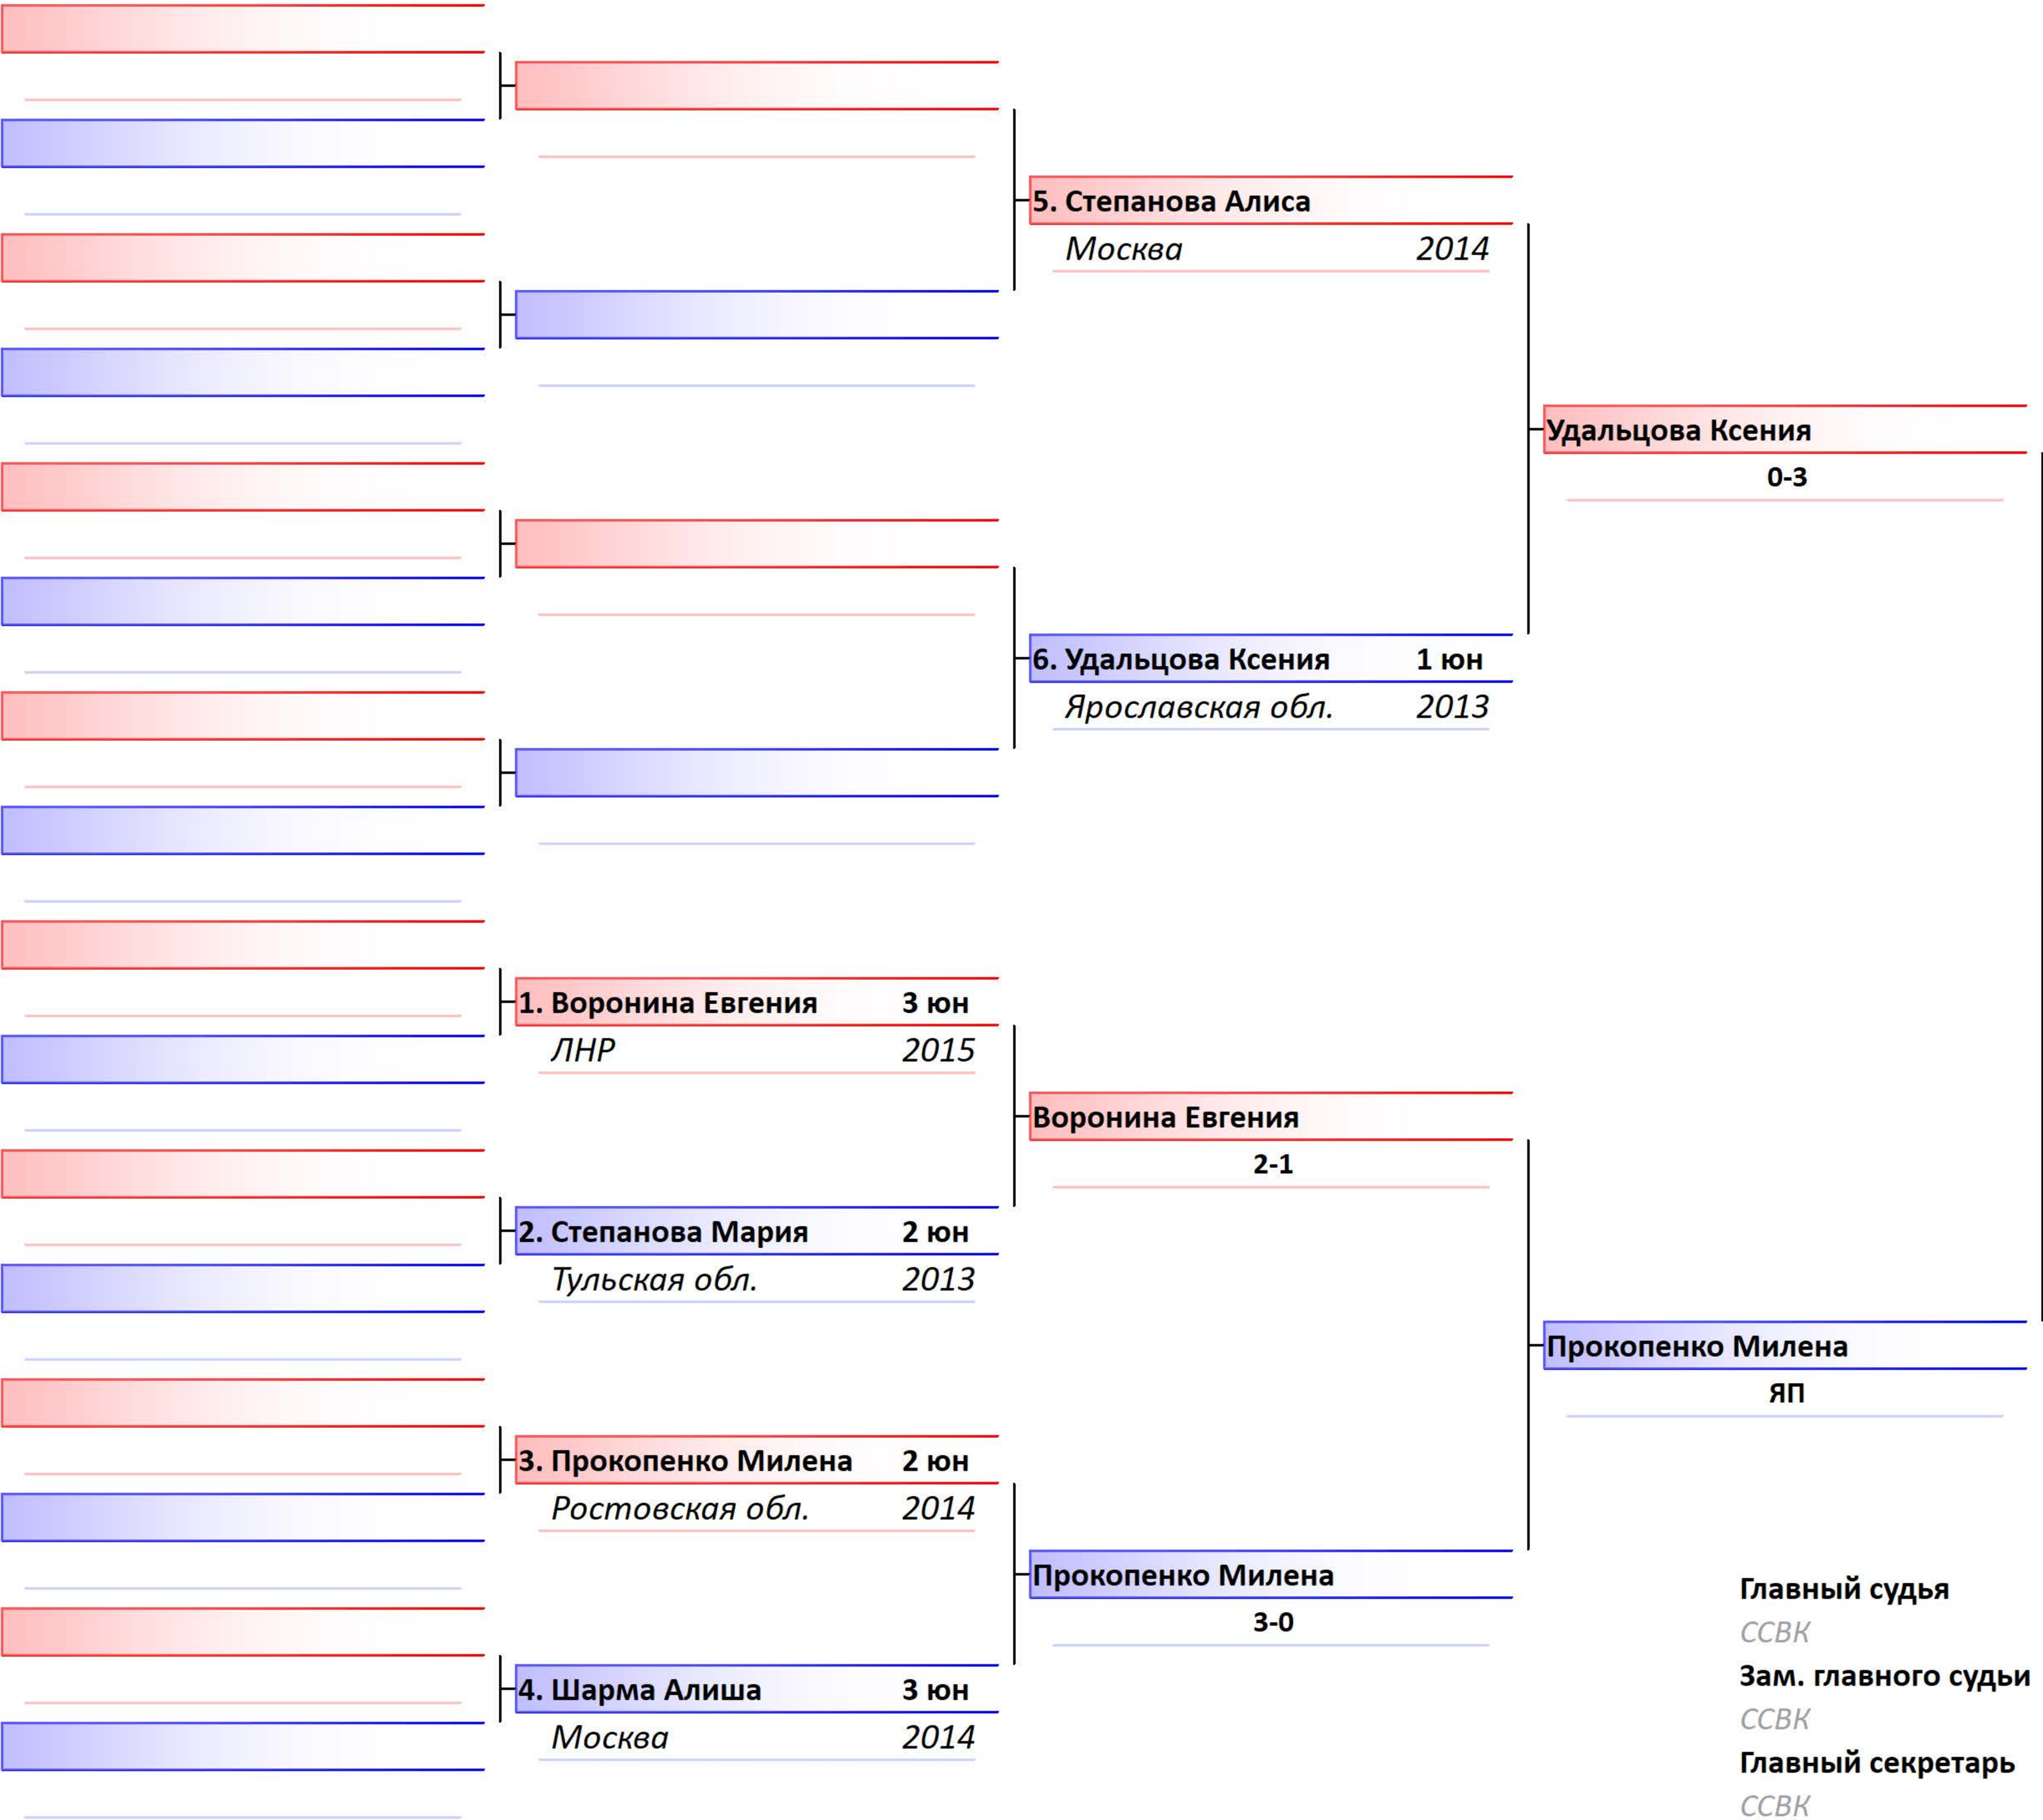 5. Степанова Алиса
Москва 2014
Удальцова Ксения
0-3
6. Удальцова Ксения 1 юн
Ярославская обл. 2013
1. Воронина Евгения 3 юн
ЛНР 2015
Воронина Евгения
2-1
2. Степанова Мария 2 юн
Тульская обл. 2013
Прокопенко Милена
ЯП
3. Прокопенко Милена 2 юн
Ростовская обл. 2014
Прокопенко Милена
3-0
4. Шарма Алиша 3 юн
Москва 2014
Главный судья
ССВК
Зам. главного судьи
ССВК
Главный секретарь
ССВК